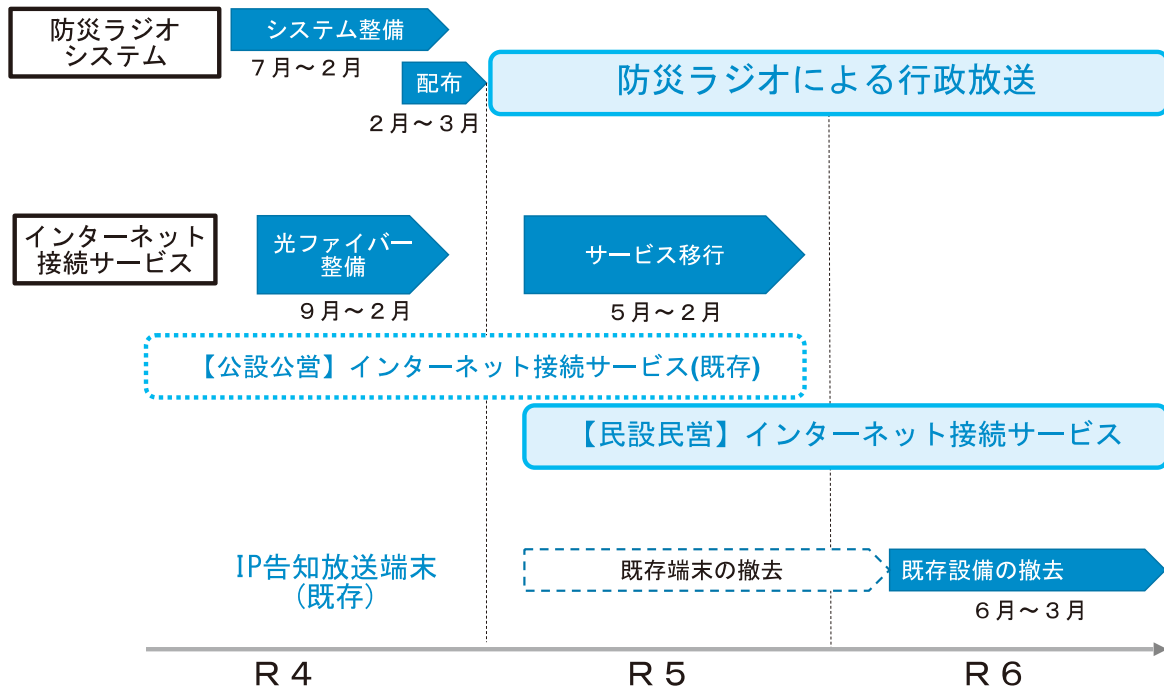 防災ラジオ
システム
システム整備
７月〜２月
配布
２月〜３月
防災ラジオによる行政放送
インターネット
接続サービス
光ファイバー
整備
９月〜２月
サービス移行
５月〜２月
【公設公営】インターネット接続サービス(既存)
【民設民営】インターネット接続サービス
IP告知放送端末
（既存）
既存端末の撤去
既存設備の撤去
６月〜３月
Ｒ４
Ｒ５
Ｒ６